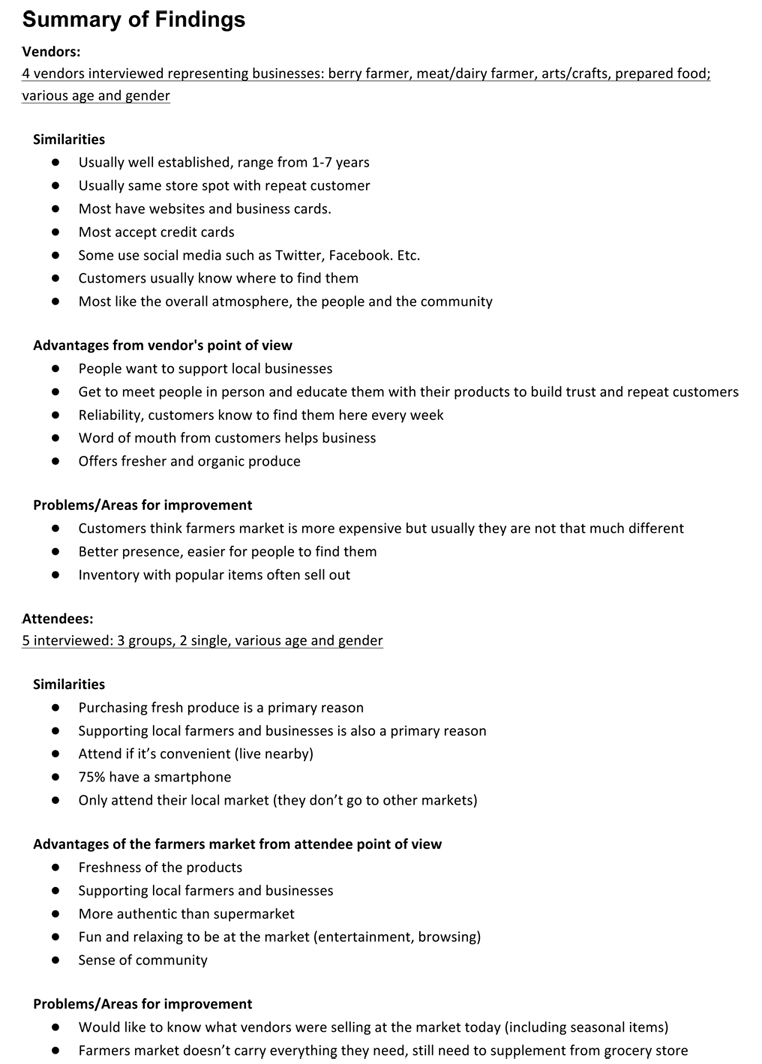 Summary of Findings
Vendors:
4 vendors interviewed representing businesses: berry farmer, meat/dairy farmer, arts/crafts, prepared food;
various age and gender
Similarities
● Usually well established, range from 1-7 years
● Usually same store spot with repeat customer
● Most have websites and business cards.
● Most accept credit cards
● Some use social media such as Twitter, Facebook. Etc.
● Customers usually know where to find them
● Most like the overall atmosphere, the people and the community
Advantages from vendor's point of view
● People want to support local businesses
● Get to meet people in person and educate them with their products to build trust and repeat customers
● Reliability, customers know to find them here every week
● Word of mouth from customers helps business
● Offers fresher and organic produce
Problems/Areas for improvement
● Customers think farmers market is more expensive but usually they are not that much different
● Better presence, easier for people to find them
● Inventory with popular items often sell out
Attendees:
5 interviewed: 3 groups, 2 single, various age and gender
Similarities
● Purchasing fresh produce is a primary reason
● Supporting local farmers and businesses is also a primary reason
● Attend if it’s convenient (live nearby)
● 75% have a smartphone
● Only attend their local market (they don’t go to other markets)
Advantages of the farmers market from attendee point of view
● Freshness of the products
● Supporting local farmers and businesses
● More authentic than supermarket
● Fun and relaxing to be at the market (entertainment, browsing)
● Sense of community
Problems/Areas for improvement
● Would like to know what vendors were selling at the market today (including seasonal items)
● Farmers market doesn’t carry everything they need, still need to supplement from grocery store